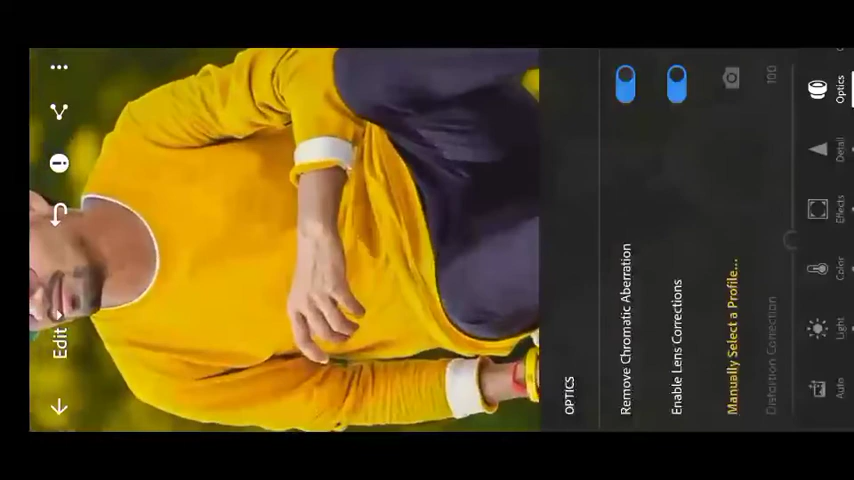 Edit
OPTICS
Remove Chromatic Aberration
Enable Lens Corrections
Manually Select a Profile...
Distortion Correction
100
Auto
Light
Color
Effects
Detail
Optics